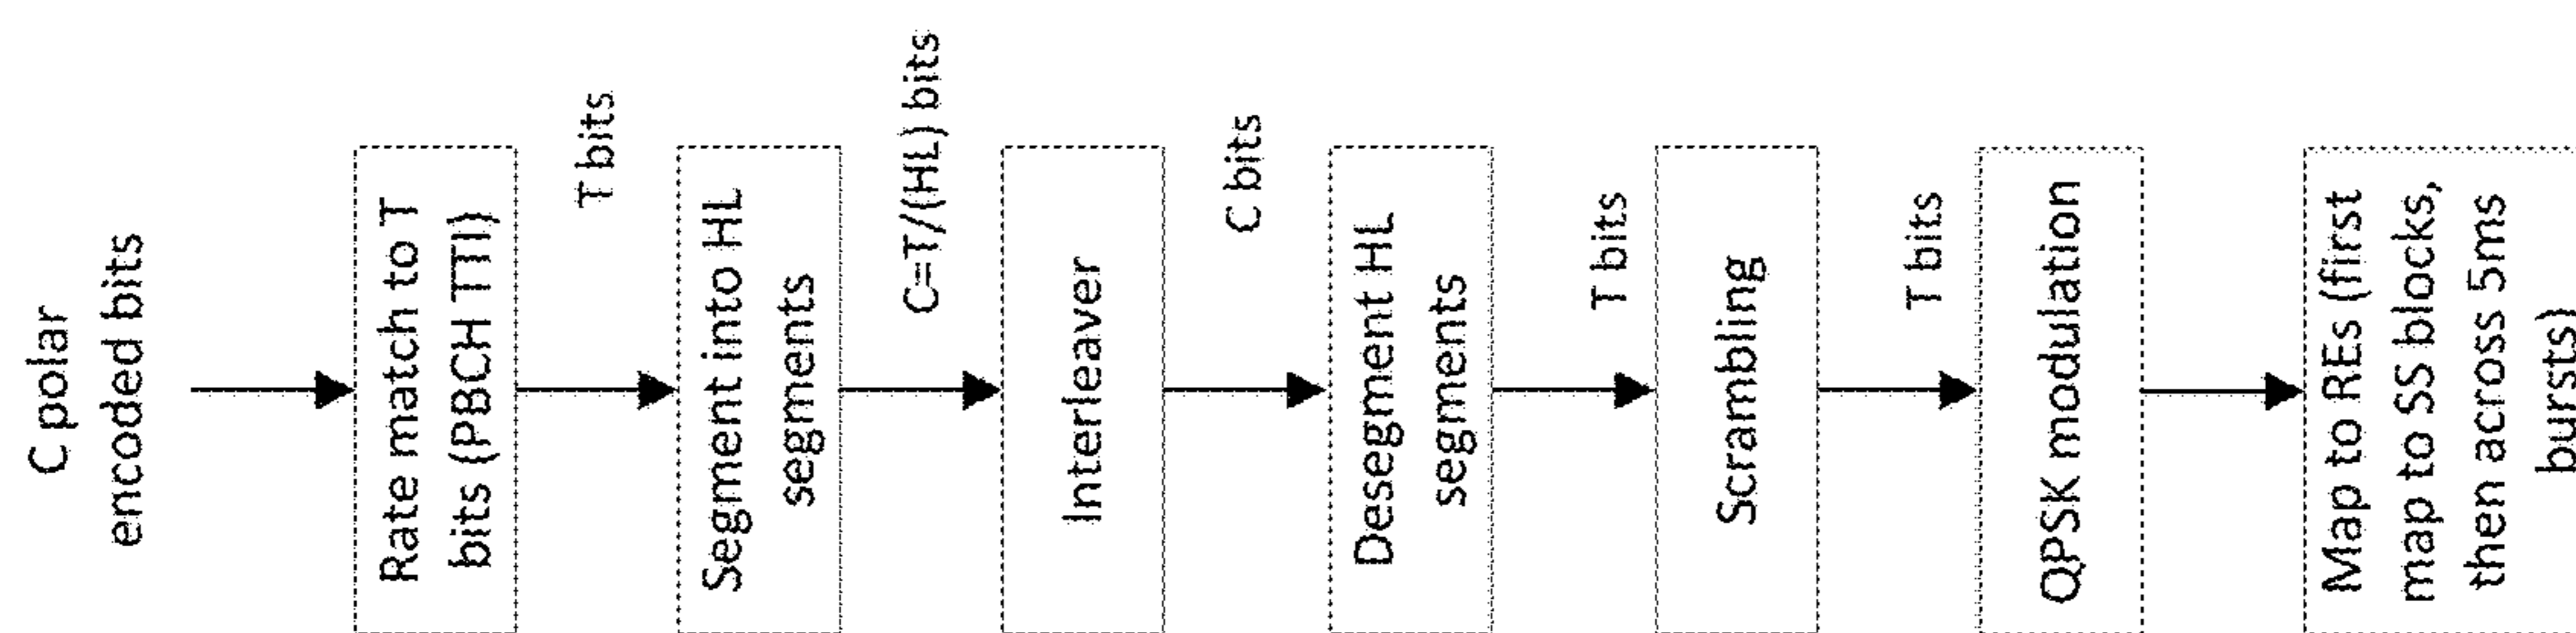 C polar
encoded bits
Rate match to T
bits (PBCH TTI)
T bits
Segment into HL
segments
C=T/(HL) bits
Interleaver
C bits
Desegment HL
segments
T bits
Scrambling
T bits
QPSK modulation
Map to REs (first
map to SS blocks,
then across 5ms
bursts)